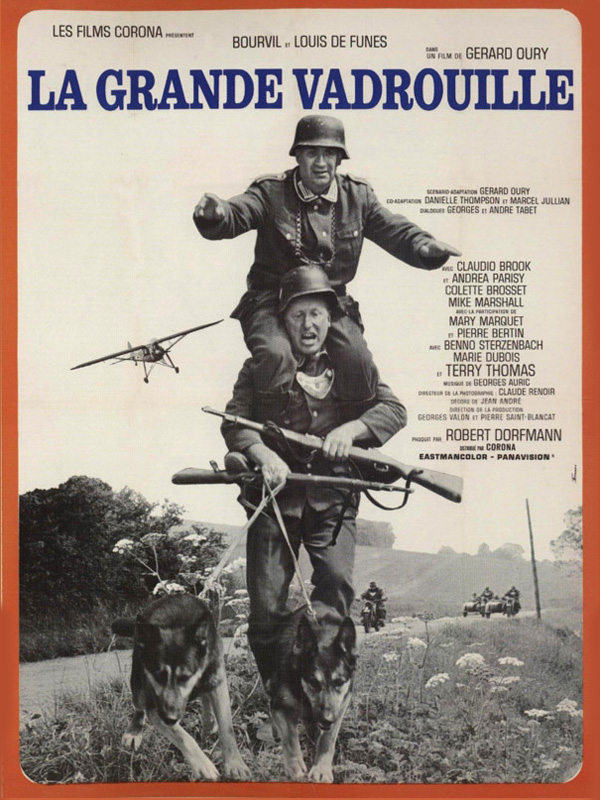 LES FILMS CORONA PRÉSENTENT
BOURVIL ET LOUIS DE FUNES
DANS
UN FILM DE GERARD OURY
LA GRANDE VADROUILLE
SCENARIO-ADAPTATION GERARD OURY
CO-ADAPTATION DANIELLE THOMPSON ET MARCEL JULLIAN
DIALOGUES GEORGES ET ANDRE TABET
AVEC CLAUDIO BROOK
ET ANDREA PARISY
COLETTE BROSSET
MIKE MARSHALL
AVEC LA PARTICIPATION DE
MARY MARQUET
ET PIERRE BERTIN
AVEC BENNO STERZENBACH
MARIE DUBOIS
ET TERRY THOMAS
MUSIQUE DE GEORGES AURIC
DIRECTEUR DE LA PHOTOGRAPHIE: CLAUDE RENOIR
DÉCORS DE JEAN ANDRÉ
DIRECTION DE LA PRODUCTION
GEORGES VALON ET PIERRE SAINT-BLANCAT
PRODUIT PAR ROBERT DORFMANN
DISTRIBUÉ PAR CORONA
EASTMANCOLOR - PANAVISION